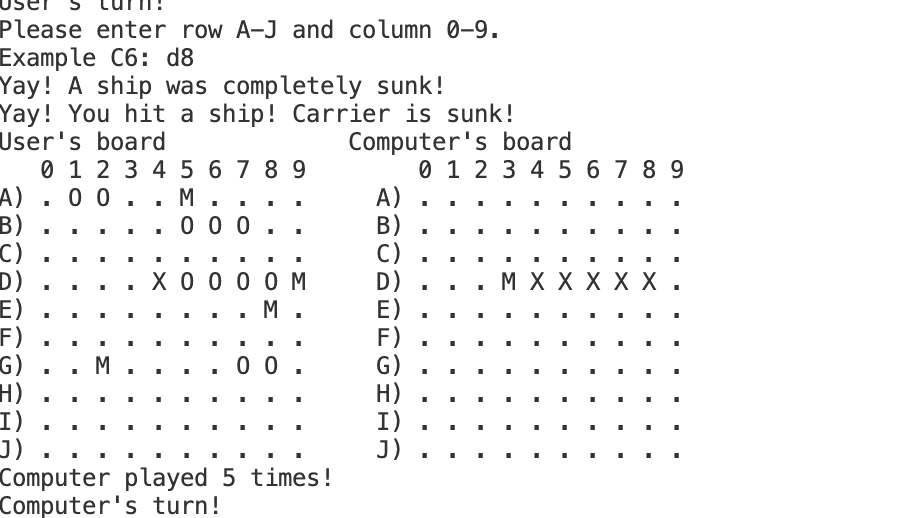 User's turn!
Please enter row A-J and column 0-9.
Example C6: d8
Yay! A ship was completely sunk!
Yay! You hit a ship! Carrier is sunk!
User's board             Computer's board
   0 1 2 3 4 5 6 7 8 9        0 1 2 3 4 5 6 7 8 9
A) . O O . . M . . . .     A) . . . . . . . . . .
B) . . . . . O O O . .     B) . . . . . . . . . .
C) . . . . . . . . . .     C) . . . . . . . . . .
D) . . . . X O O O O M     D) . . . M X X X X X .
E) . . . . . . . . M .     E) . . . . . . . . . .
F) . . . . . . . . . .     F) . . . . . . . . . .
G) . . M . . . . O O .     G) . . . . . . . . . .
H) . . . . . . . . . .     H) . . . . . . . . . .
I) . . . . . . . . . .     I) . . . . . . . . . .
J) . . . . . . . . . .     J) . . . . . . . . . .
Computer played 5 times!
Computer's turn!